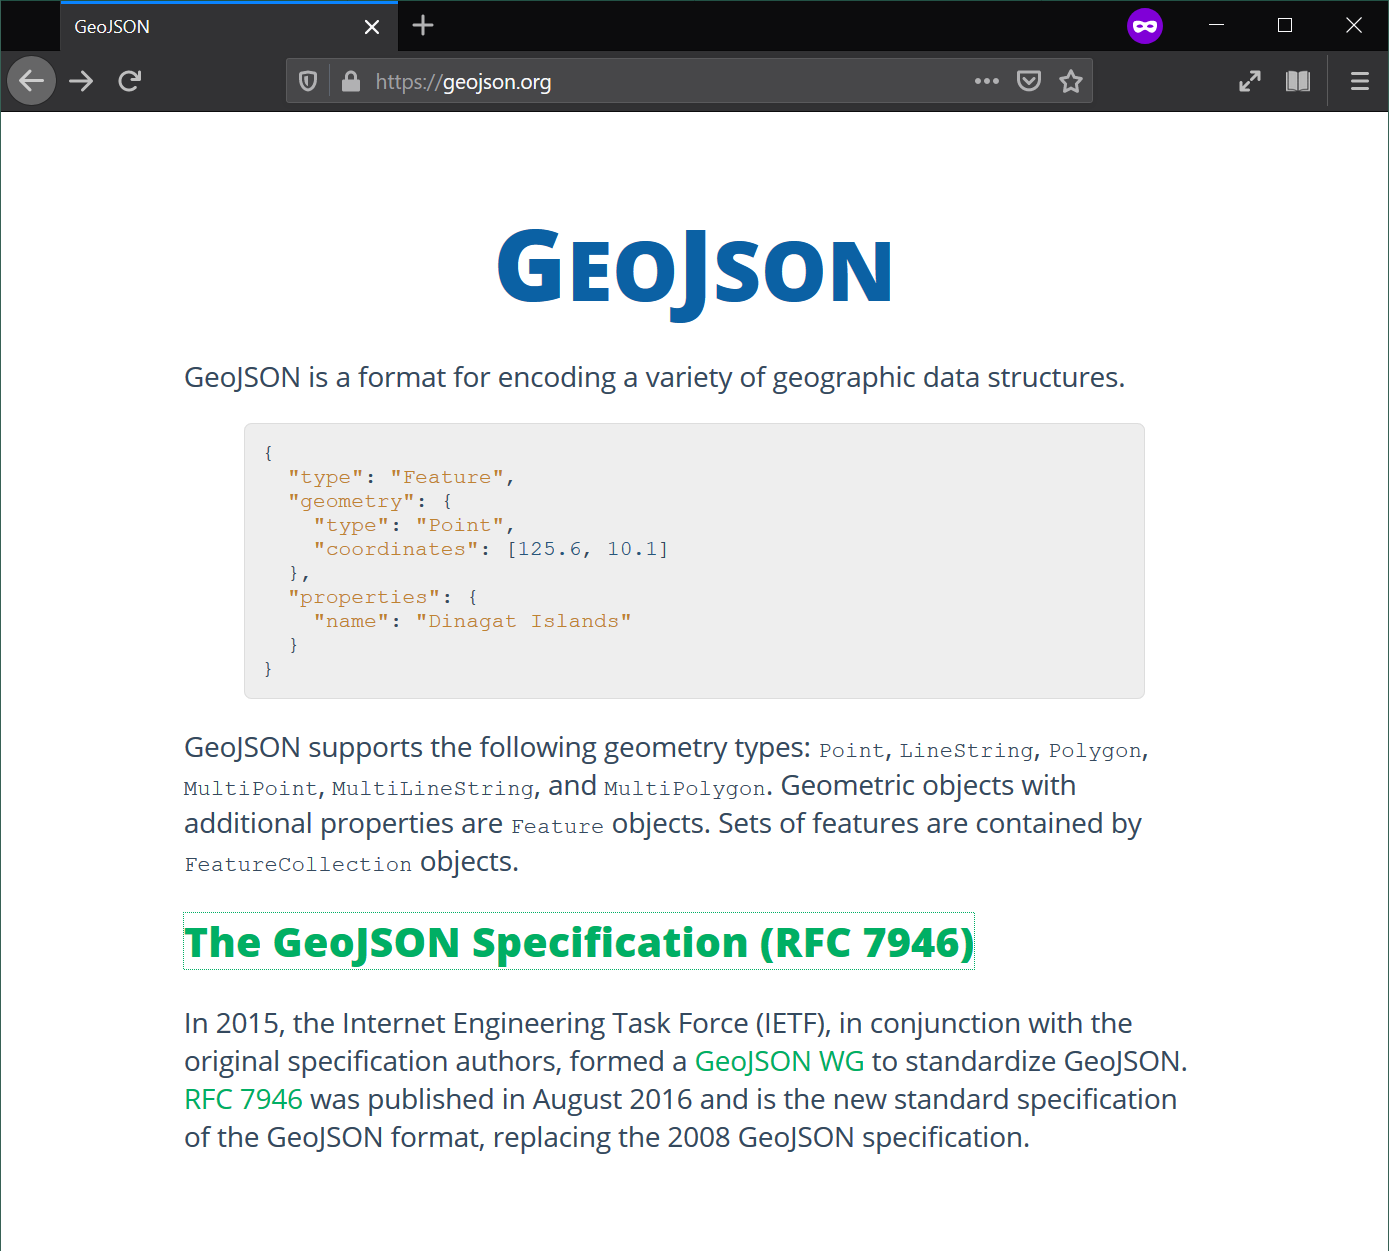 GeoJSON
https://geojson.org
GEOJSON
GeoJSON is a format for encoding a variety of geographic data structures.
{
  "type": "Feature",
  "geometry": {
    "type": "Point",
    "coordinates": [125.6, 10.1]
  },
  "properties": {
    "name": "Dinagat Islands"
  }
}
GeoJSON supports the following geometry types: Point, LineString, Polygon,
MultiPoint, MultiLineString, and MultiPolygon. Geometric objects with
additional properties are Feature objects. Sets of features are contained by
FeatureCollection objects.
The GeoJSON Specification (RFC 7946)
In 2015, the Internet Engineering Task Force (IETF), in conjunction with the
original specification authors, formed a GeoJSON WG to standardize GeoJSON.
RFC 7946 was published in August 2016 and is the new standard specification
of the GeoJSON format, replacing the 2008 GeoJSON specification.